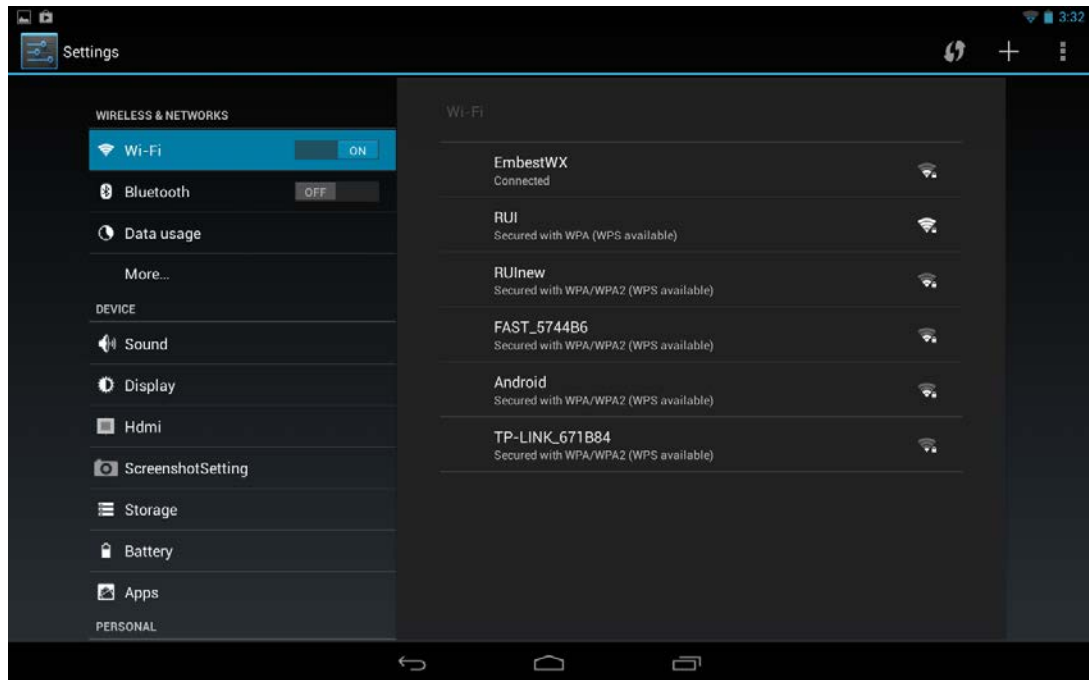 3:32
Settings
WIRELESS & NETWORKS
Wi-Fi
ON
Bluetooth
OFF
Data usage
More...
DEVICE
Sound
Display
Hdmi
ScreenshotSetting
Storage
Battery
Apps
PERSONAL
Wi-Fi
EmbestWX
Connected
RUI
Secured with WPA (WPS available)
RUInew
Secured with WPA/WPA2 (WPS available)
FAST_5744B6
Secured with WPA/WPA2 (WPS available)
Android
Secured with WPA/WPA2 (WPS available)
TP-LINK_671B84
Secured with WPA/WPA2 (WPS available)